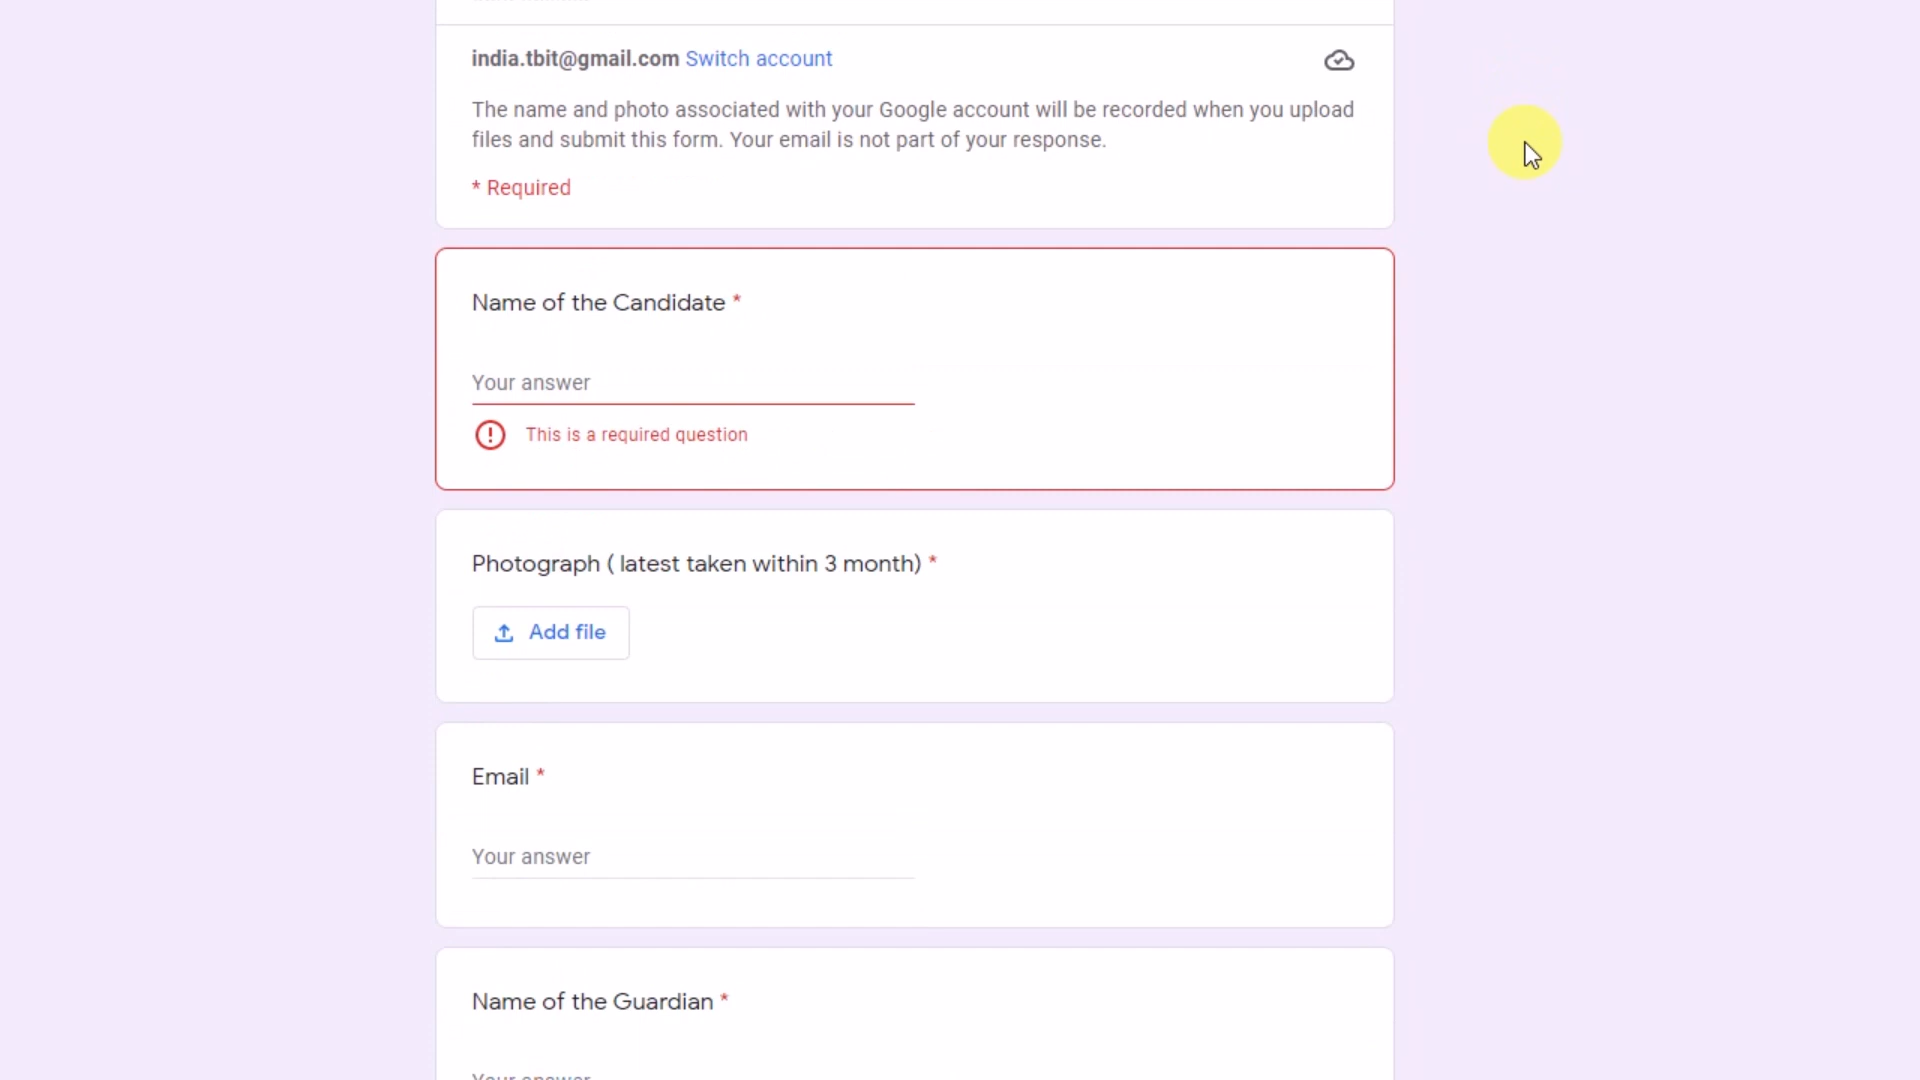 india.tbit@gmail.com Switch account
The name and photo associated with your Google account will be recorded when you upload
files and submit this form. Your email is not part of your response.
* Required
Name of the Candidate *
Your answer
This is a required question
Photograph ( latest taken within 3 month) *
Add file
Email *
Your answer
Name of the Guardian *
Your answer